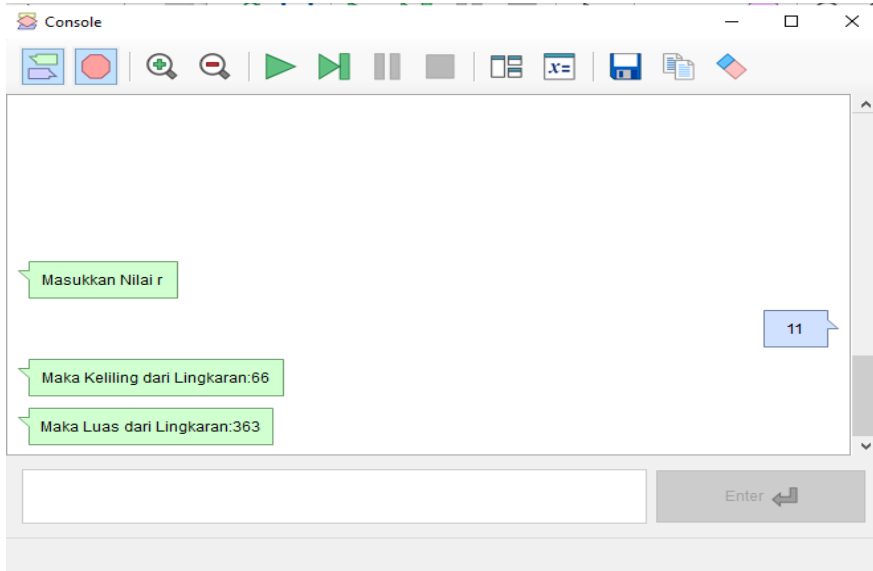 Console
x=
Masukkan Nilai r
11
Maka Keliling dari Lingkaran:66
Maka Luas dari Lingkaran:363
Enter